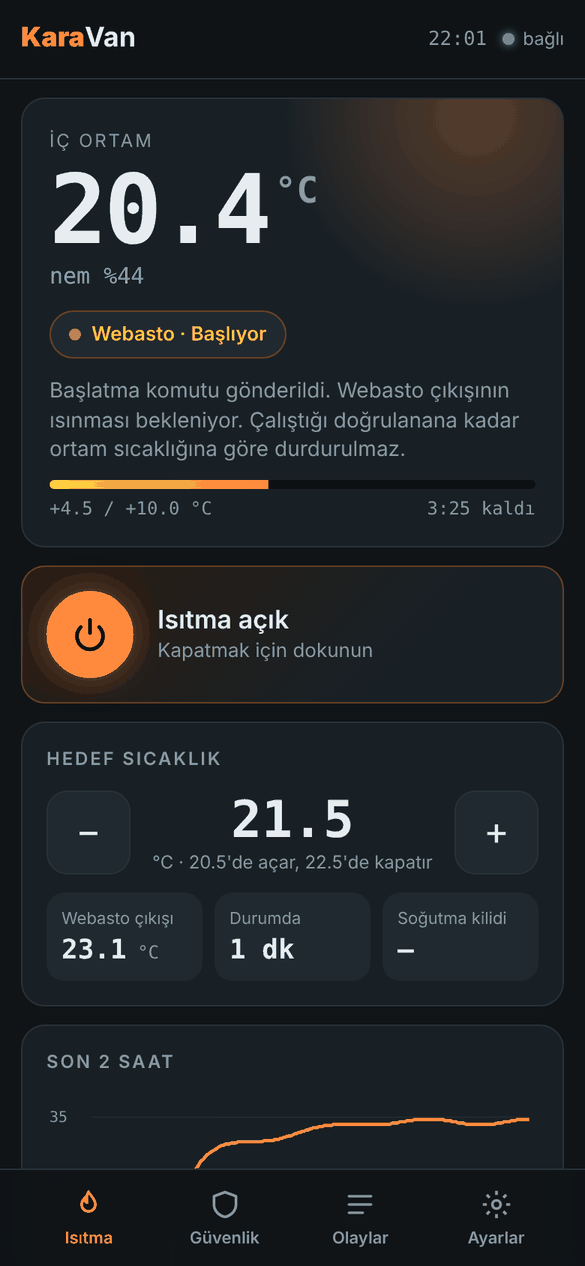 KaraVan
22:01 bağlı
İÇ ORTAM
20.4 °C
nem %44
Webasto · Başlıyor
Başlatma komutu gönderildi. Webasto çıkışının
ısınması bekleniyor. Çalıştığı doğrulanana kadar
ortam sıcaklığına göre durdurulmaz.
+4.5 / +10.0 °C 3:25 kaldı
Isıtma açık
Kapatmak için dokunun
HEDEF SICAKLIK
− 21.5 +
°C · 20.5'de açar, 22.5'de kapatır
Webasto çıkışı Durumda Soğutma kilidi
23.1 °C 1 dk –
SON 2 SAAT
35
Isıtma Güvenlik Olaylar Ayarlar